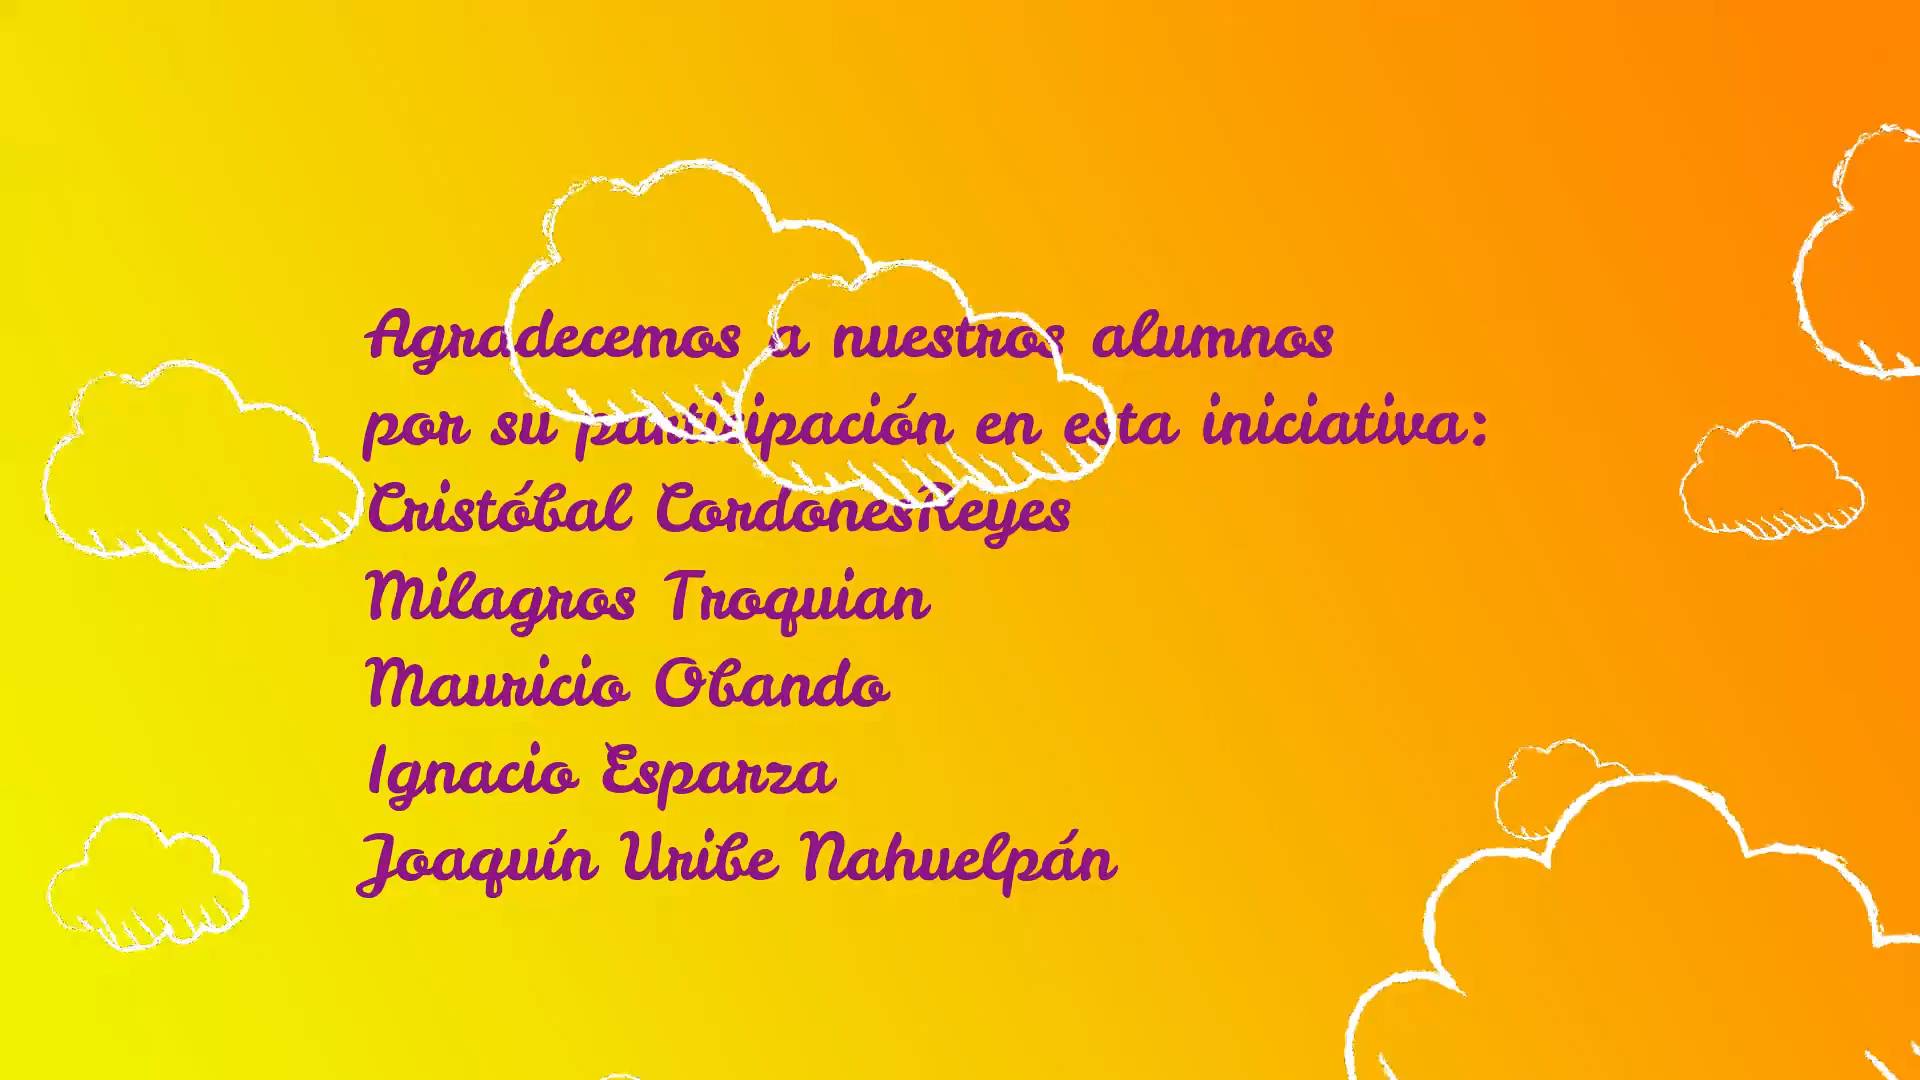 Agradecemos a nuestros alumnos
por su participación en esta iniciativa:
Cristóbal CordonesReyes
Milagros Troquian
Mauricio Obando
Ignacio Esparza
Joaquín Uribe Nahuelpán